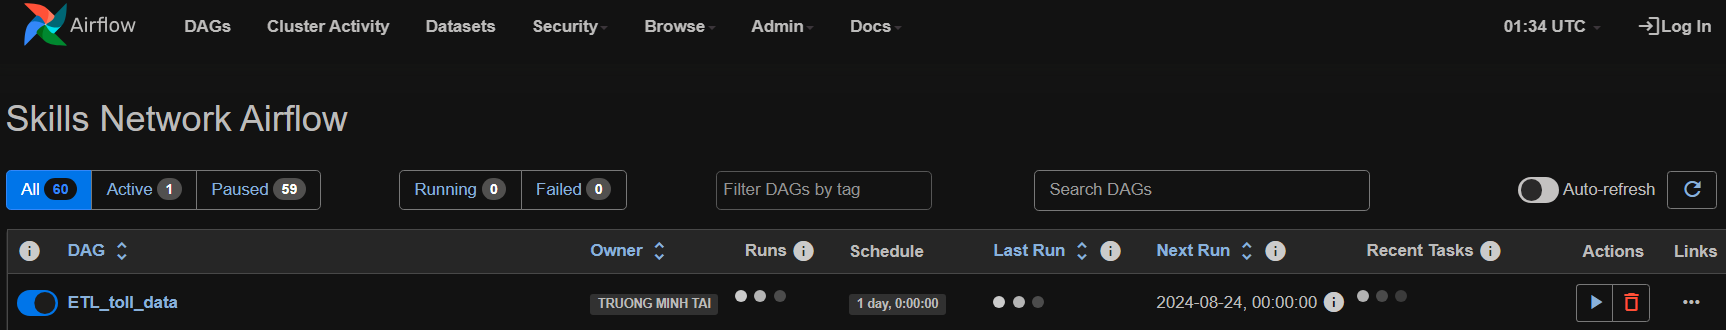 Airflow DAGs Cluster Activity Datasets Security Browse Admin Docs 01:34 UTC Log In
Skills Network Airflow
All 60 Active 1 Paused 59 Running 0 Failed 0 Filter DAGs by tag Search DAGs Auto-refresh
i DAG Owner Runs i Schedule Last Run i Next Run i Recent Tasks i Actions Links
ETL_toll_data TRUONG MINH TAI 1 day, 0:00:00 2024-08-24, 00:00:00 i